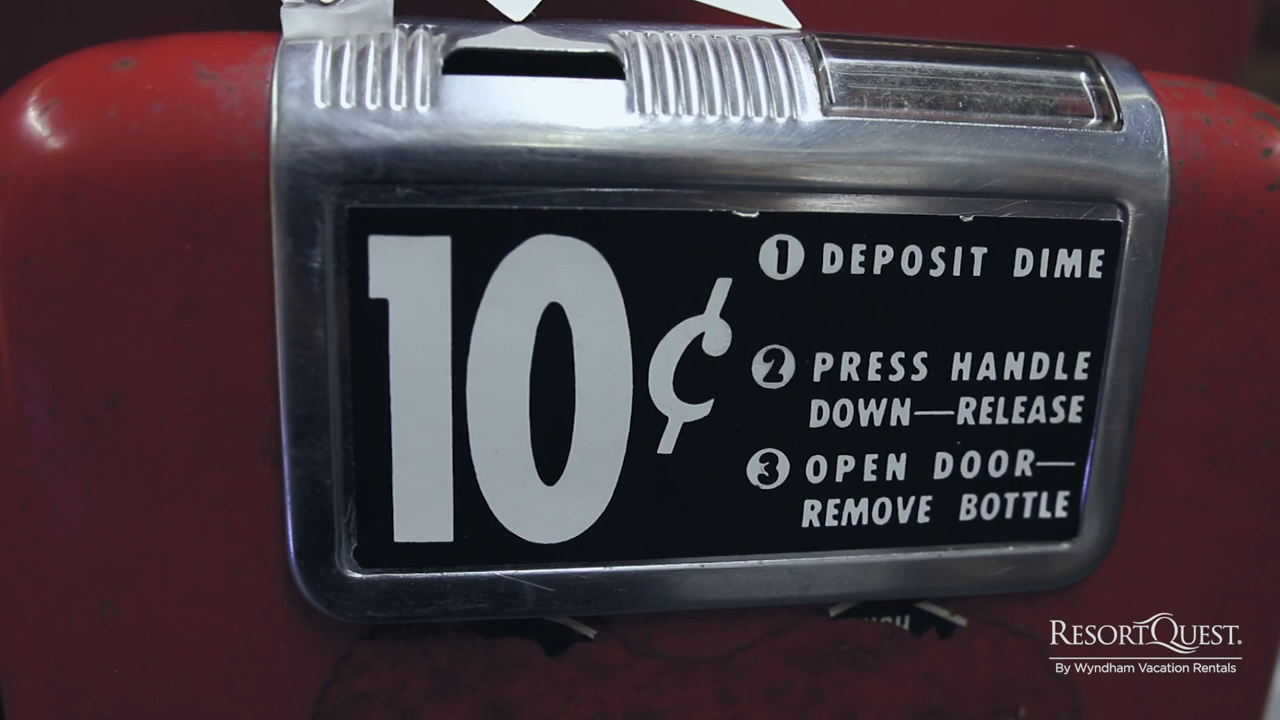 10¢
1 DEPOSIT DIME
2 PRESS HANDLE
DOWN—RELEASE
3 OPEN DOOR—
REMOVE BOTTLE
RESORTQUEST.
By Wyndham Vacation Rentals